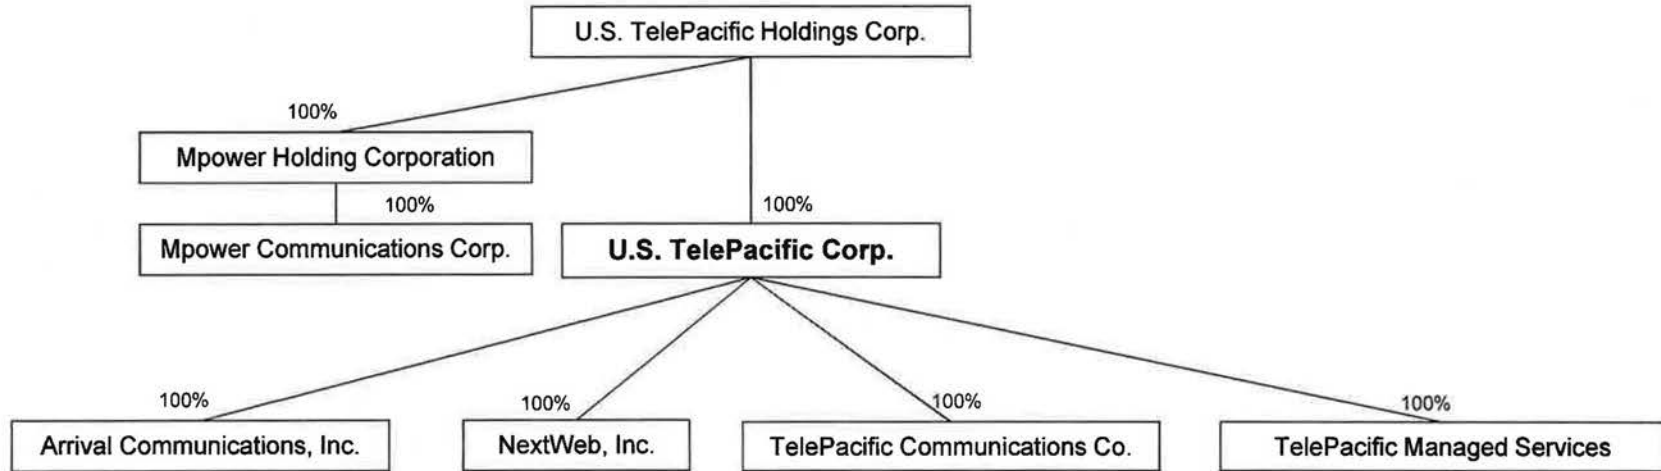 U.S. TelePacific Holdings Corp.
100%
Mpower Holding Corporation
100%
100%
Mpower Communications Corp.
U.S. TelePacific Corp.
100%
100%
100%
100%
Arrival Communications, Inc.
NextWeb, Inc.
TelePacific Communications Co.
TelePacific Managed Services